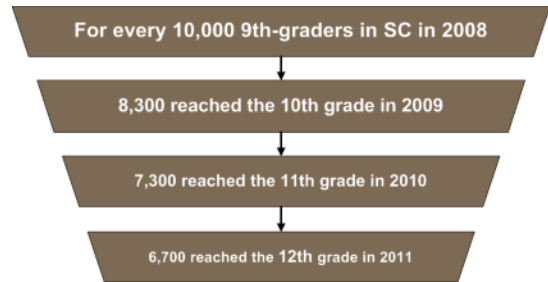 For every 10,000 9th-graders in SC in 2008
8,300 reached the 10th grade in 2009
7,300 reached the 11th grade in 2010
6,700 reached the 12th grade in 2011